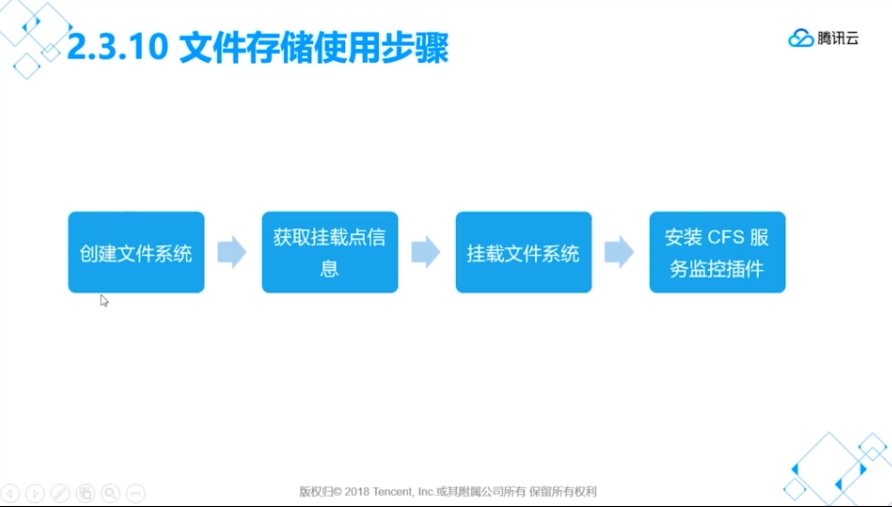 2.3.10 文件存储使用步骤
腾讯云
创建文件系统
获取挂载点信
息
挂载文件系统
安装 CFS 服
务监控插件
版权归© 2018 Tencent, Inc.或其附属公司所有 保留所有权利